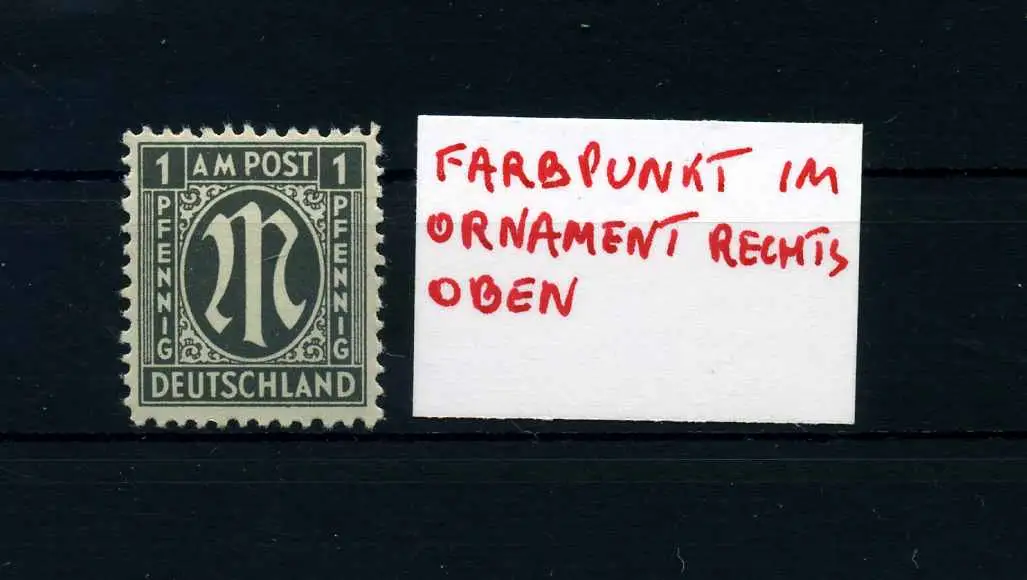 1 AM POST 1
PFENNIG
PFENNIG
DEUTSCHLAND
FARBPUNKT IM
ORNAMENT RECHTS
OBEN